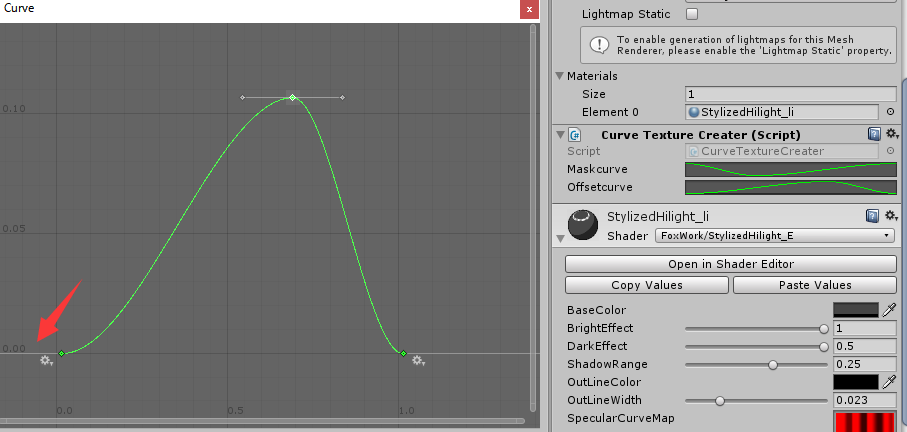 Curve
x
0.10
0.05
0.00
0.0
0.5
1.0
Lightmap Static
To enable generation of lightmaps for this Mesh
Renderer, please enable the 'Lightmap Static' property.
Materials
Size
1
Element 0
StylizedHilight_li
Curve Texture Creater (Script)
Script
CurveTextureCreater
Maskcurve
Offsetcurve
StylizedHilight_li
Shader
FoxWork/StylizedHilight_E
Open in Shader Editor
Copy Values
Paste Values
BaseColor
BrightEffect
1
DarkEffect
0.5
ShadowRange
0.25
OutLineColor
OutLineWidth
0.023
SpecularCurveMap